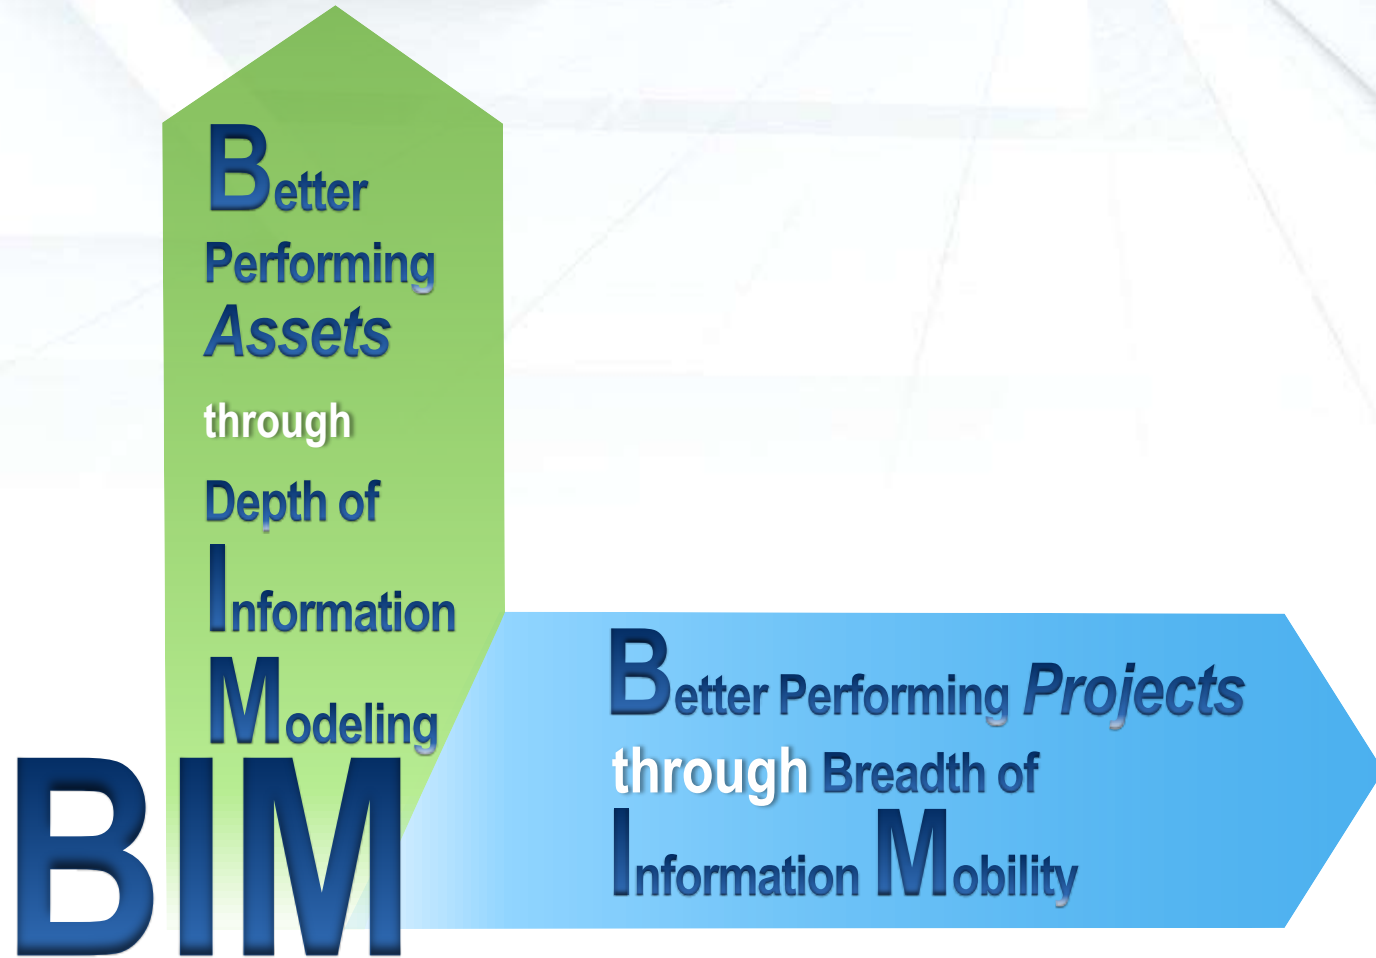 Better
Performing
Assets
through
Depth of
Information
Modeling
BIM
Better Performing Projects
through Breadth of
Information Mobility